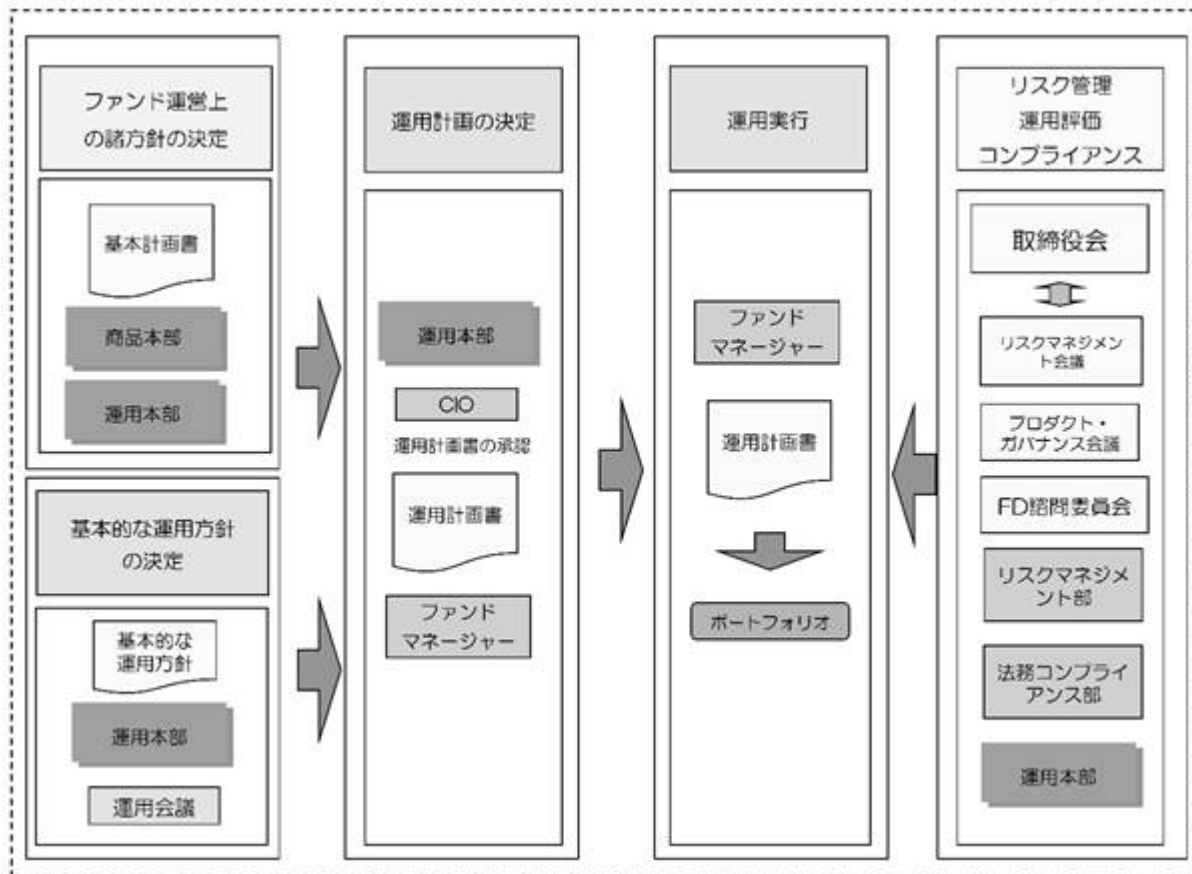 ファンド運営上
の諸方針の決定
基本計画書
商品本部
運用本部
基本的な運用方針
の決定
基本的な
運用方針
運用本部
運用会議
運用計画の決定
運用本部
CIO
運用計画書の承認
運用計画書
ファンド
マネージャー
運用実行
ファンド
マネージャー
運用計画書
ポートフォリオ
リスク管理
運用評価
コンプライアンス
取締役会
リスクマネジメン
ト会議
プロダクト・
ガバナンス会議
FD諮問委員会
リスクマネジメ
ント部
法務コンプライ
アンス部
運用本部